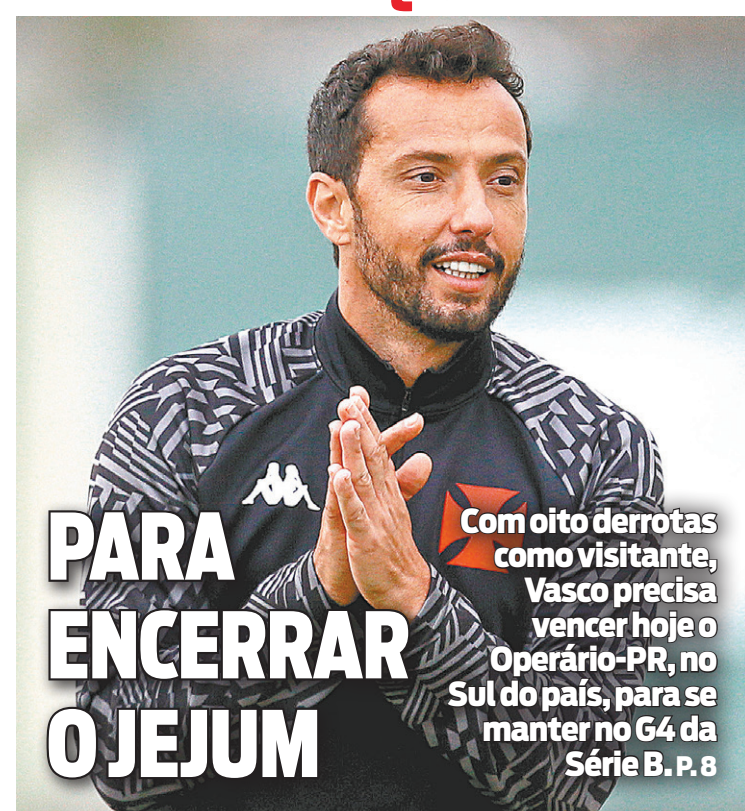 PARA
ENCERRAR
O JEJUM
Com oito derrotas
como visitante,
Vasco precisa
vencer hoje o
Operário-PR, no
Sul do país, para se
manter no G4 da
Série B. P. 8